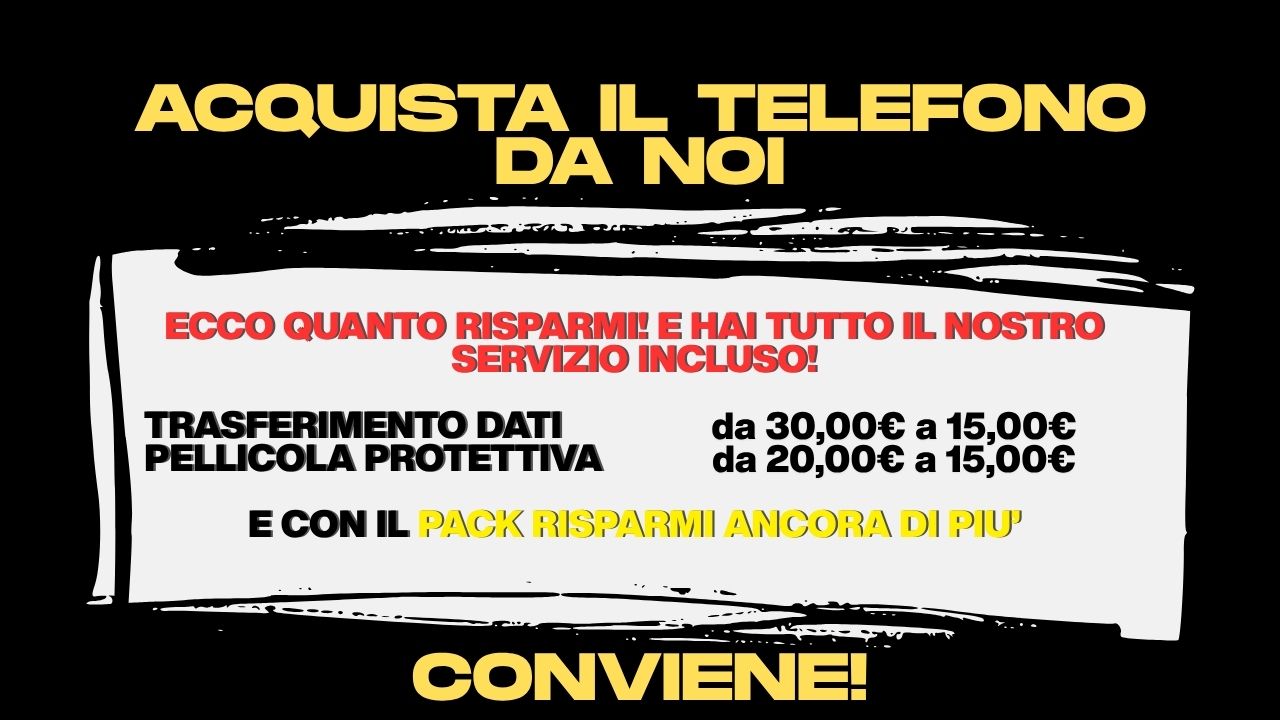 ACQUISTA IL TELEFONO
DA NOI
ECCO QUANTO RISPARMI! E HAI TUTTO IL NOSTRO
SERVIZIO INCLUSO!
TRASFERIMENTO DATI da 30,00€ a 15,00€
PELLICOLA PROTETTIVA da 20,00€ a 15,00€
E CON IL PACK RISPARMI ANCORA DI PIU'
CONVIENE!